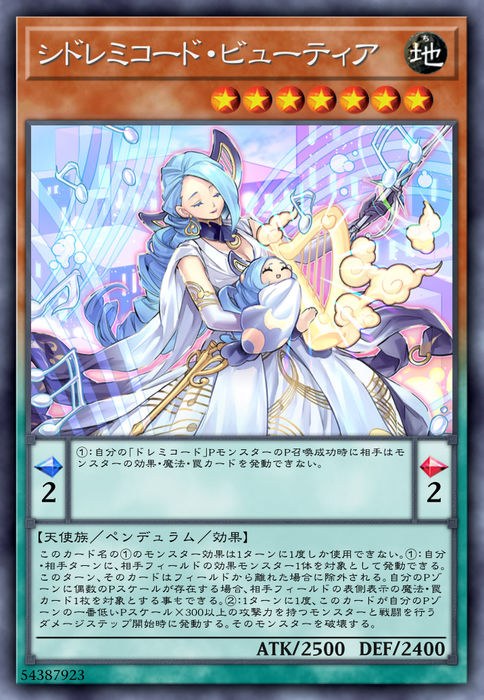 シドレミコード・ビューティア
ち
地
①：自分の「ドレミコード」PモンスターのP召喚成功時に相手はモ
ンスターの効果・魔法・罠カードを発動できない。
2
2
【天使族／ペンデュラム／効果】
このカード名の①のモンスター効果は1ターンに1度しか使用できない。①：自分
・相手ターンに、相手フィールドの効果モンスター1体を対象として発動できる。
このターン、そのカードはフィールドから離れた場合に除外される。自分のPゾ
ーンに偶数のPスケールが存在する場合、相手フィールドの表側表示の魔法・罠
カード1枚を対象とする事もできる。②：1ターンに1度、このカードが自分のPゾ
ーンの一番低いPスケール×300以上の攻撃力を持つモンスターと戦闘を行う
ダメージステップ開始時に発動する。そのモンスターを破壊する。
ATK/2500 DEF/2400
54387923